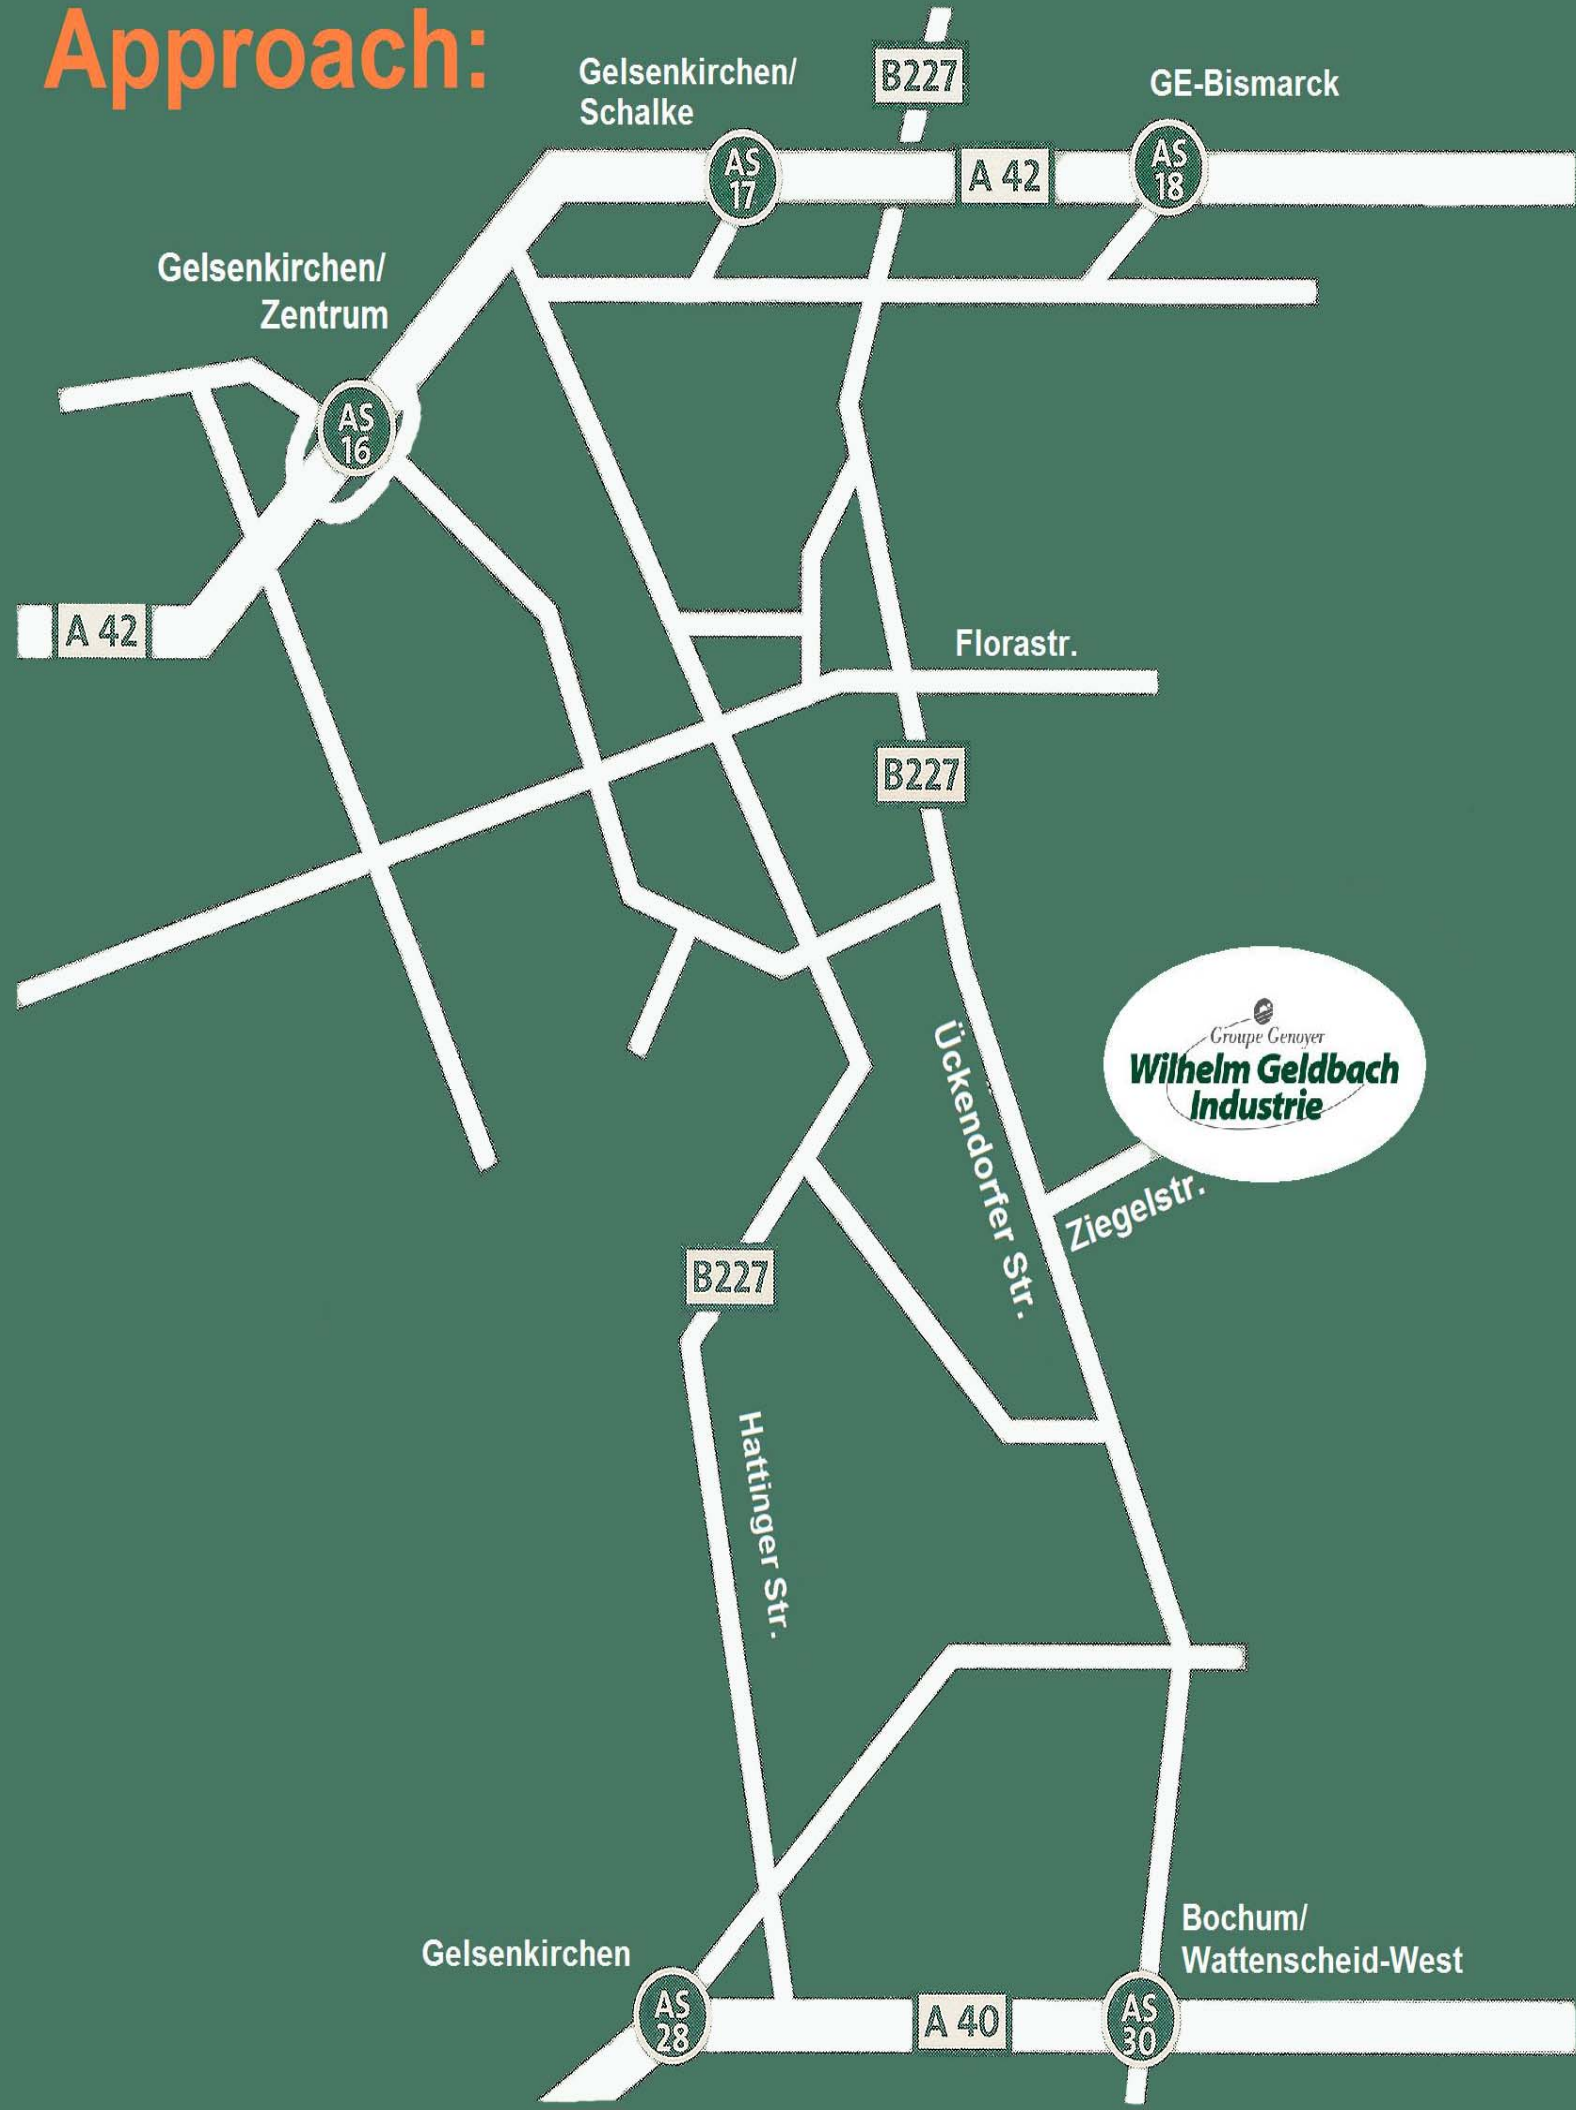 Approach:
Gelsenkirchen/
Schalke
B227
GE-Bismarck
AS
17
A 42
AS
18
Gelsenkirchen/
Zentrum
AS
16
A 42
Florastr.
B227
Ückendorfer Str.
Groupe Genoyer
Wilhelm Geldbach
Industrie
Ziegelstr.
B227
Hattinger Str.
Gelsenkirchen
Bochum/
Wattenscheid-West
AS
28
A 40
AS
30